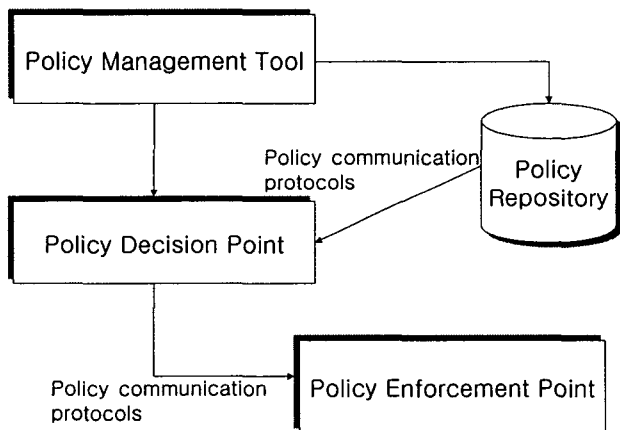 Policy Management Tool
Policy communication
protocols
Policy
Repository
Policy Decision Point
Policy communication
protocols
Policy Enforcement Point